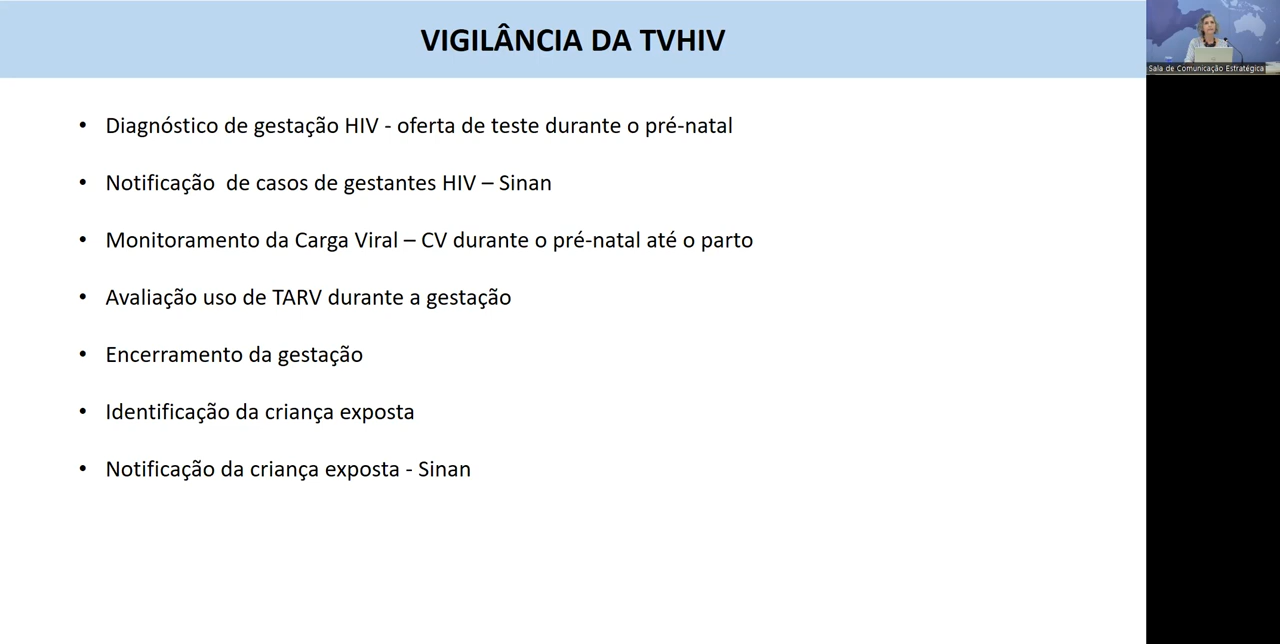 VIGILÂNCIA DA TVHIV
Sala de Comunicação Estratégica
• Diagnóstico de gestação HIV - oferta de teste durante o pré-natal
• Notificação  de casos de gestantes HIV – Sinan
• Monitoramento da Carga Viral – CV durante o pré-natal até o parto
• Avaliação uso de TARV durante a gestação
• Encerramento da gestação
• Identificação da criança exposta
• Notificação da criança exposta - Sinan